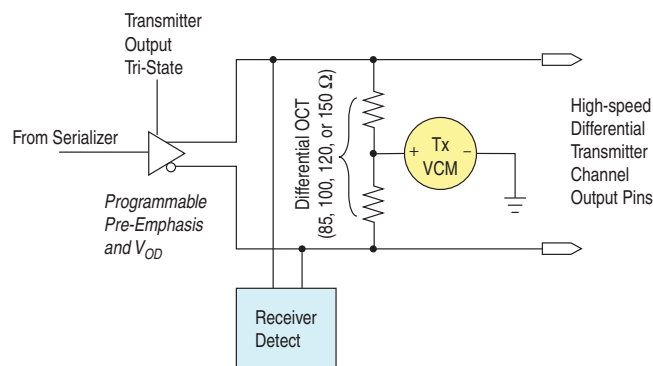 Transmitter
Output
Tri-State
From Serializer
Programmable
Pre-Emphasis
and VOD
Differential OCT
(85, 100, 120, or 150 Ω)
+ Tx –
VCM
High-speed
Differential
Transmitter
Channel
Output Pins
Receiver
Detect